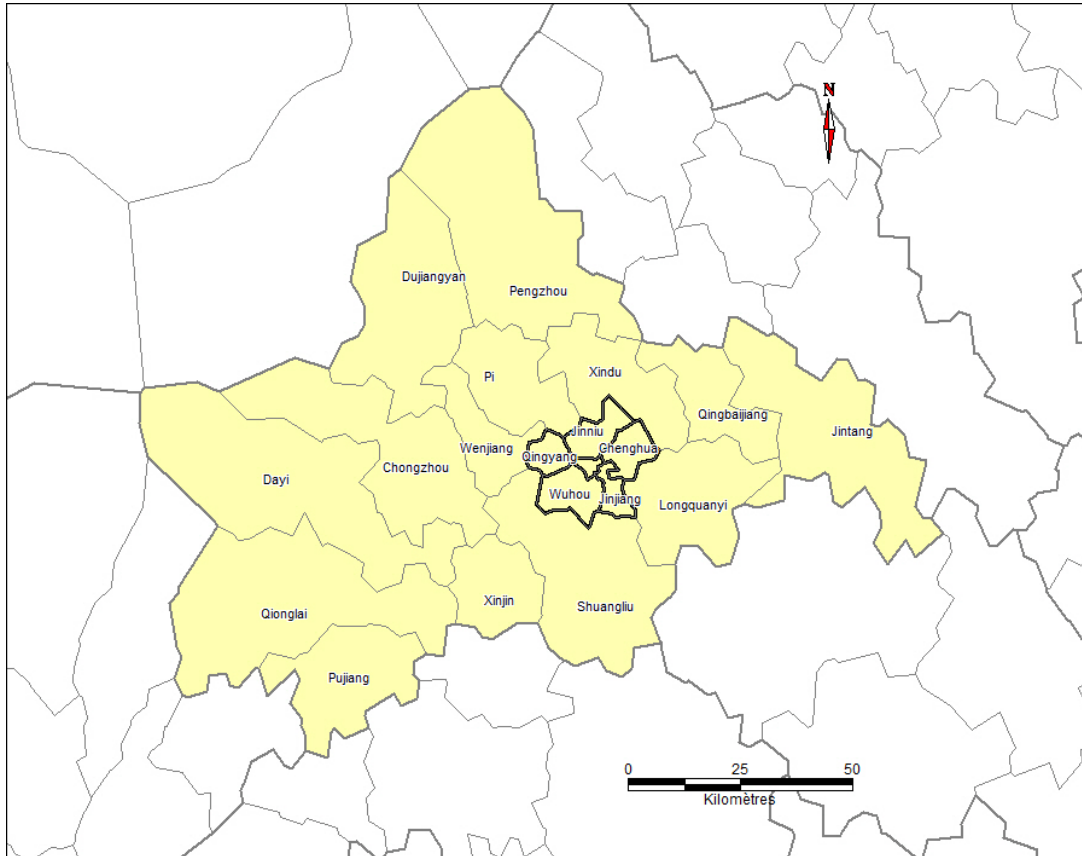 N
Dujiangyan
Pengzhou
Pi
Xindu
Qingbaijiang
Jintang
Jinniu
Chenghua
Wenjiang
Qingyang
Chongzhou
Dayi
Wuhou
Jinjiang
Longquanyi
Xinjin
Shuangliu
Qionglai
Pujiang
0 25 50
Kilomètres